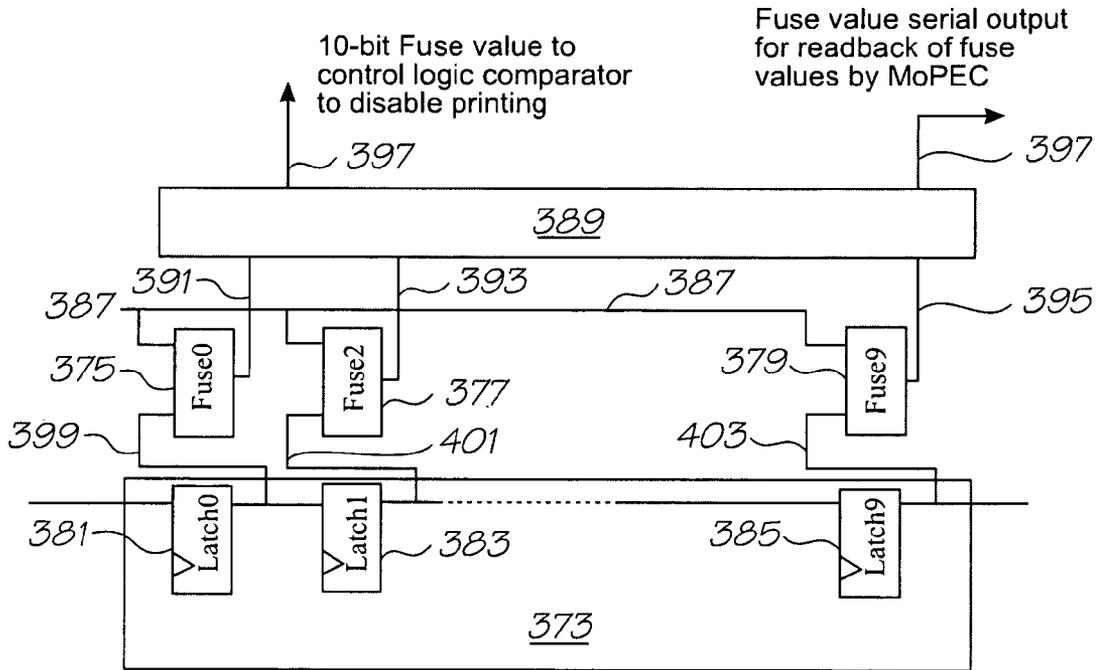 10-bit Fuse value to
control logic comparator
to disable printing
Fuse value serial output
for readback of fuse
values by MoPEC
397
397
389
391
393
387
387
395
375
Fuse0
Fuse2
377
379
Fuse9
399
401
403
381
Latch0
Latch1
383
385
Latch9
373